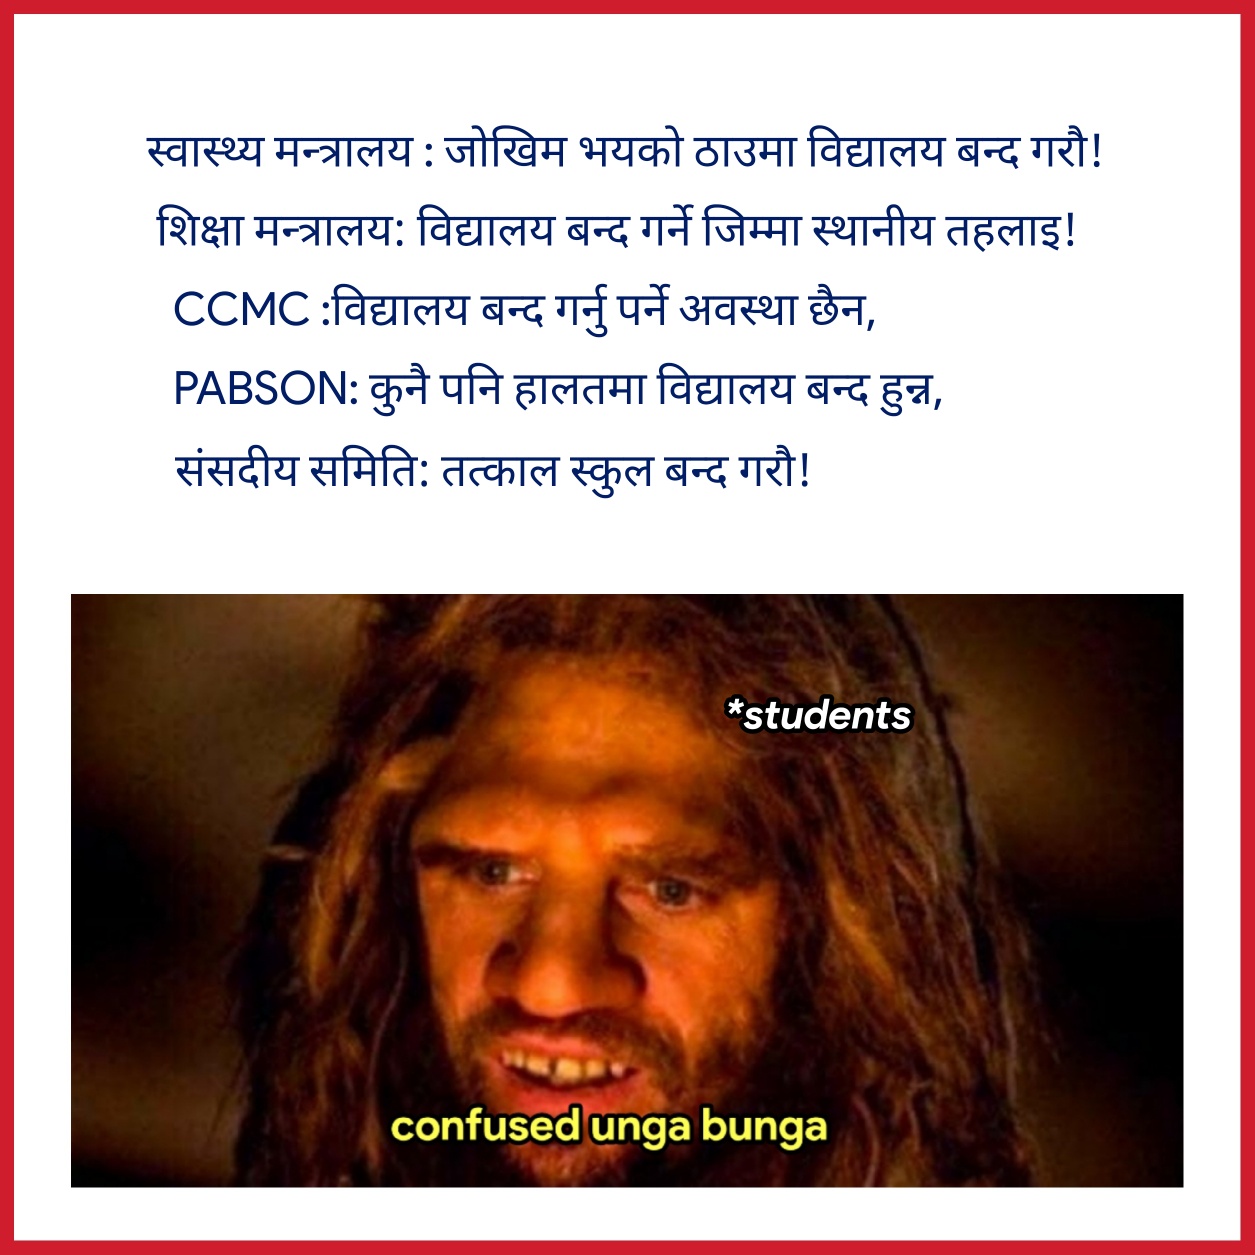 स्वास्थ्य मन्त्रालय : जोखिम भयको ठाउमा विद्यालय बन्द गरौ!
शिक्षा मन्त्रालय: विद्यालय बन्द गर्ने जिम्मा स्थानीय तहलाइ!
CCMC :विद्यालय बन्द गर्नु पर्ने अवस्था छैन,
PABSON: कुनै पनि हालतमा विद्यालय बन्द हुन्न,
संसदीय समिति: तत्काल स्कुल बन्द गरौ!
*students
confused unga bunga